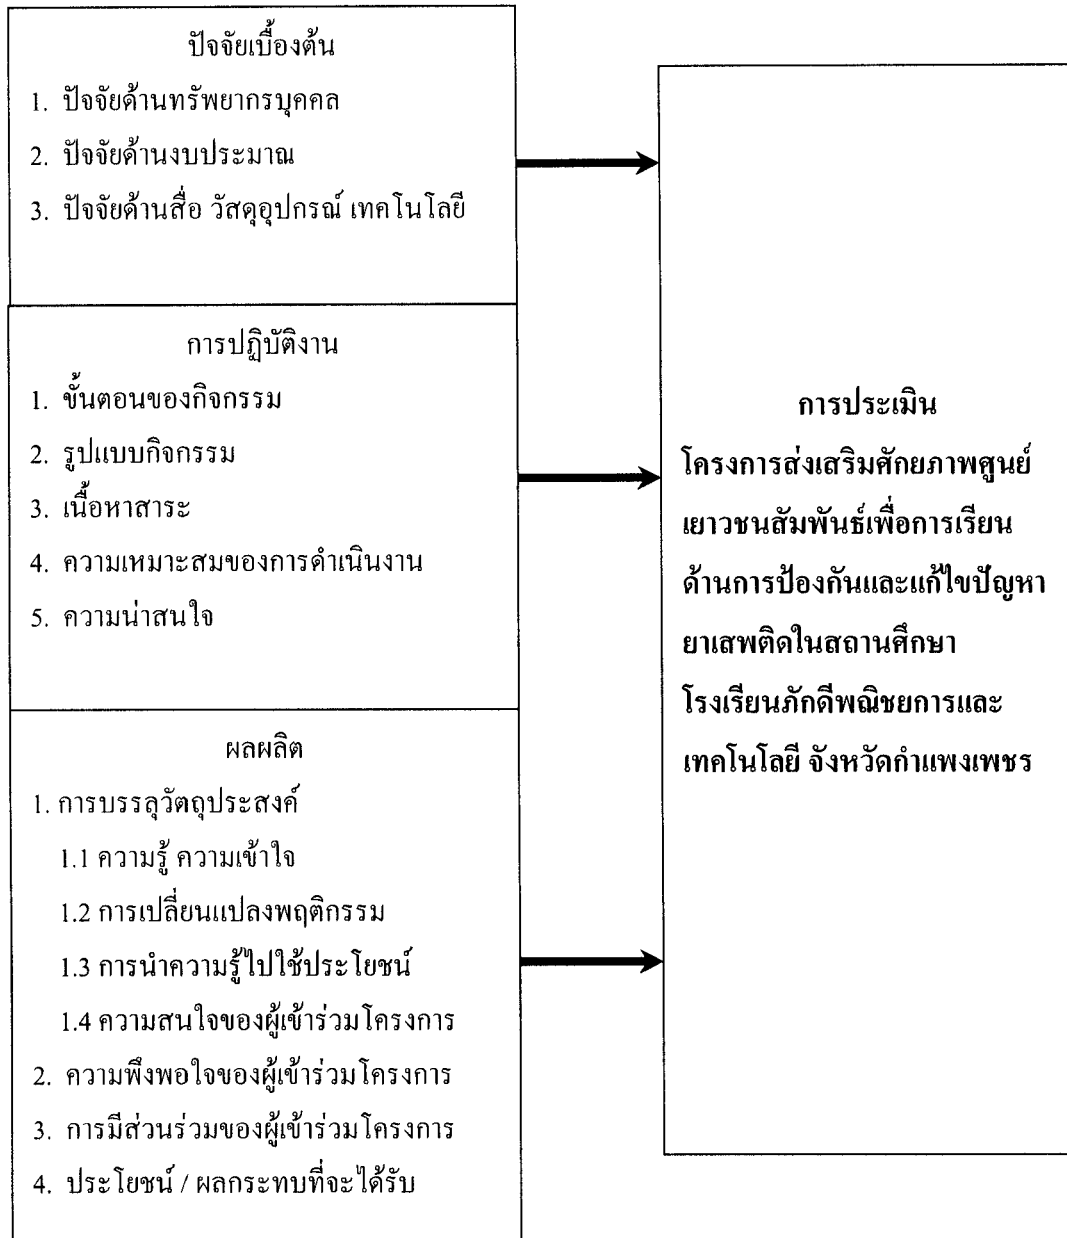 ปัจจัยเบื้องต้น
1. ปัจจัยด้านทรัพยากรบุคคล
2. ปัจจัยด้านงบประมาณ
3. ปัจจัยด้านสื่อ วัสดุอุปกรณ์ เทคโนโลยี
การปฏิบัติงาน
1. ขั้นตอนของกิจกรรม
2. รูปแบบกิจกรรม
3. เนื้อหาสาระ
4. ความเหมาะสมของการดำเนินงาน
5. ความน่าสนใจ
ผลผลิต
1. การบรรลุวัตถุประสงค์
1.1 ความรู้ ความเข้าใจ
1.2 การเปลี่ยนแปลงพฤติกรรม
1.3 การนำความรู้ไปใช้ประโยชน์
1.4 ความสนใจของผู้เข้าร่วมโครงการ
2. ความพึงพอใจของผู้เข้าร่วมโครงการ
3. การมีส่วนร่วมของผู้เข้าร่วมโครงการ
4. ประโยชน์ / ผลกระทบที่จะได้รับ
การประเมิน
โครงการส่งเสริมศักยภาพศูนย์
เยาวชนสัมพันธ์เพื่อการเรียน
ด้านการป้องกันและแก้ไขปัญหา
ยาเสพติดในสถานศึกษา
โรงเรียนภักดีพณิชยการและ
เทคโนโลยี จังหวัดกำแพงเพชร